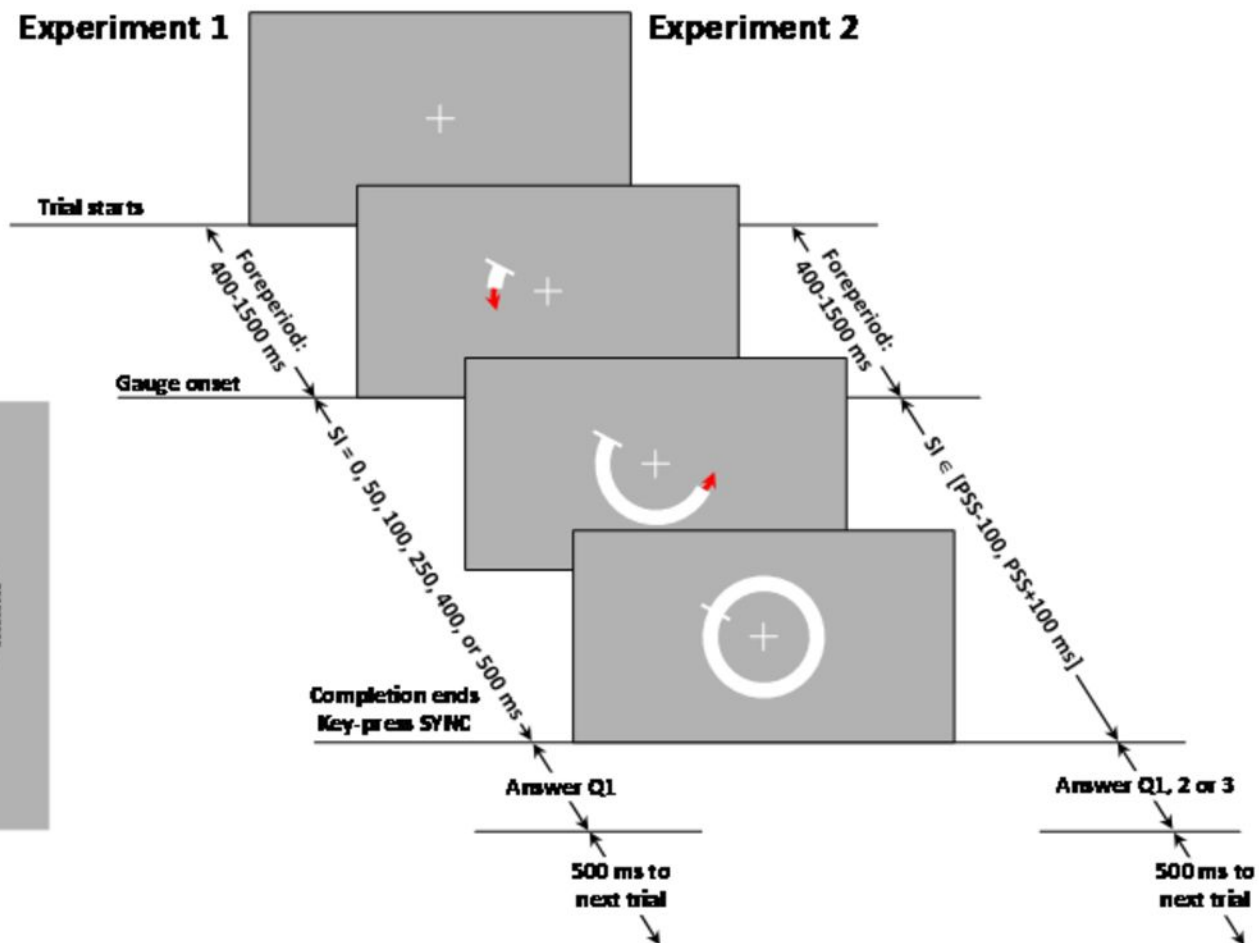 Experiment 1
Experiment 2
Trial starts
Foreperiod:
400-1500 ms
Foreperiod:
400-1500 ms
Gauge onset
SI = 0, 50, 100, 250, 400, or 500 ms
SI ∈ [PSS-100, PSS+100 ms]
Completion ends
Key-press SYNC
Answer Q1
Answer Q1, 2 or 3
500 ms to
next trial
500 ms to
next trial